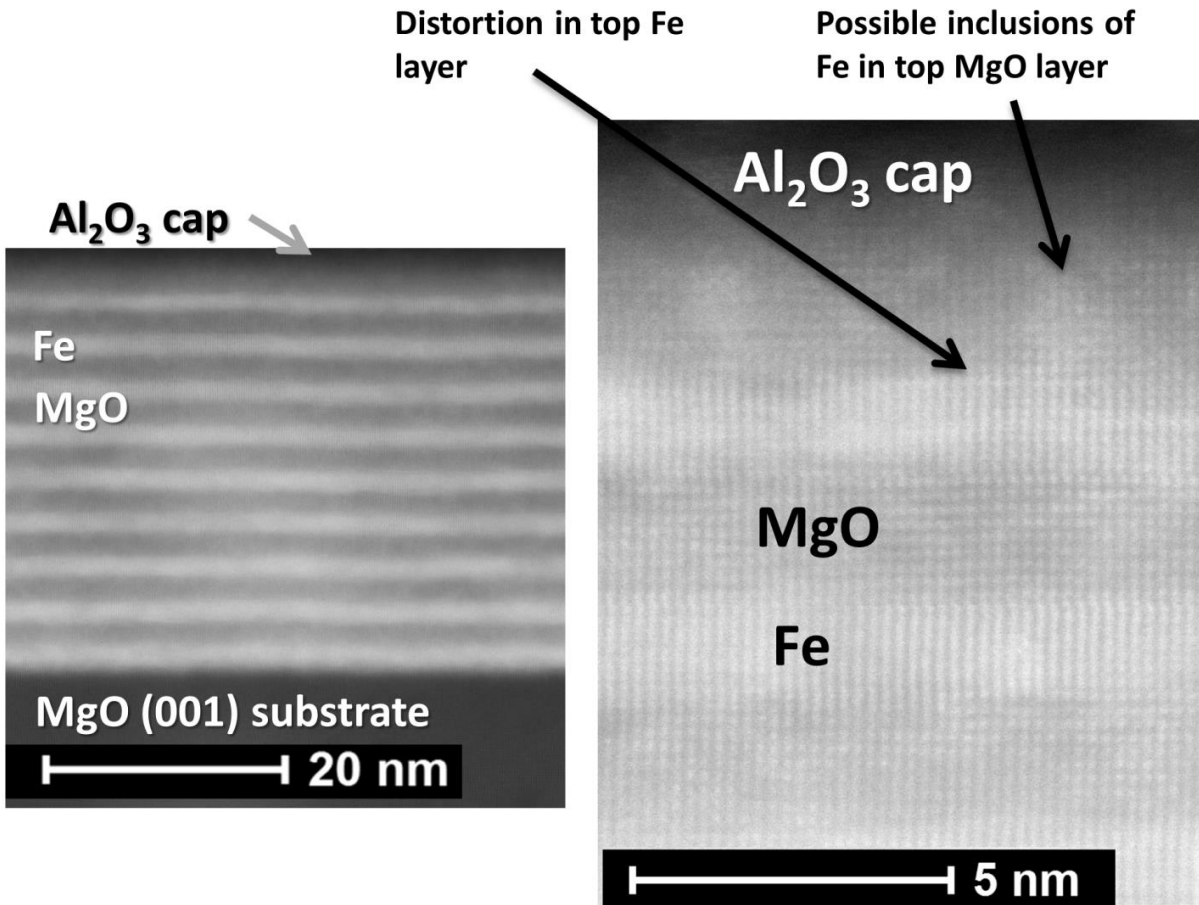 Distortion in top Fe
layer
Possible inclusions of
Fe in top MgO layer
Al₂O₃ cap
Fe
MgO
MgO (001) substrate
20 nm
Al₂O₃ cap
MgO
Fe
5 nm